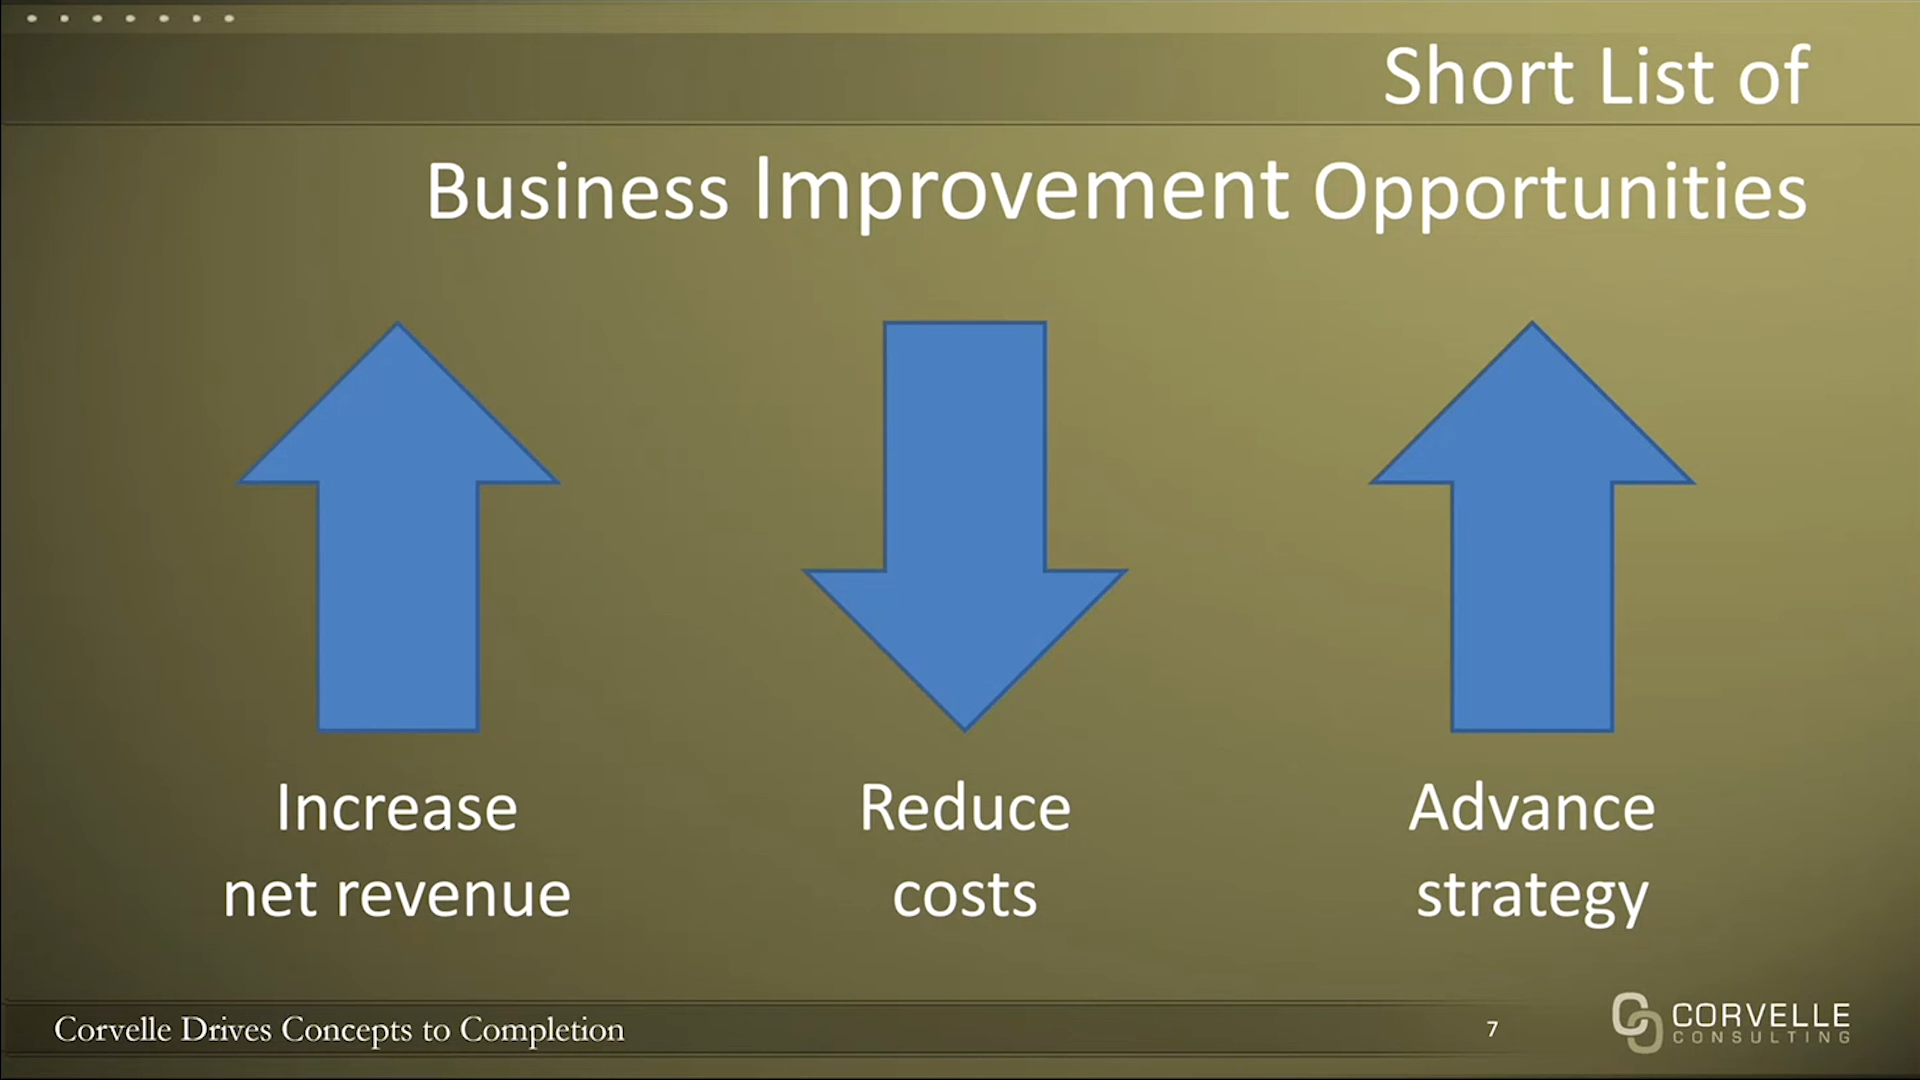 Short List of
Business Improvement Opportunities
Increase
net revenue
Reduce
costs
Advance
strategy
Corvelle Drives Concepts to Completion
7
CORVELLE
CONSULTING